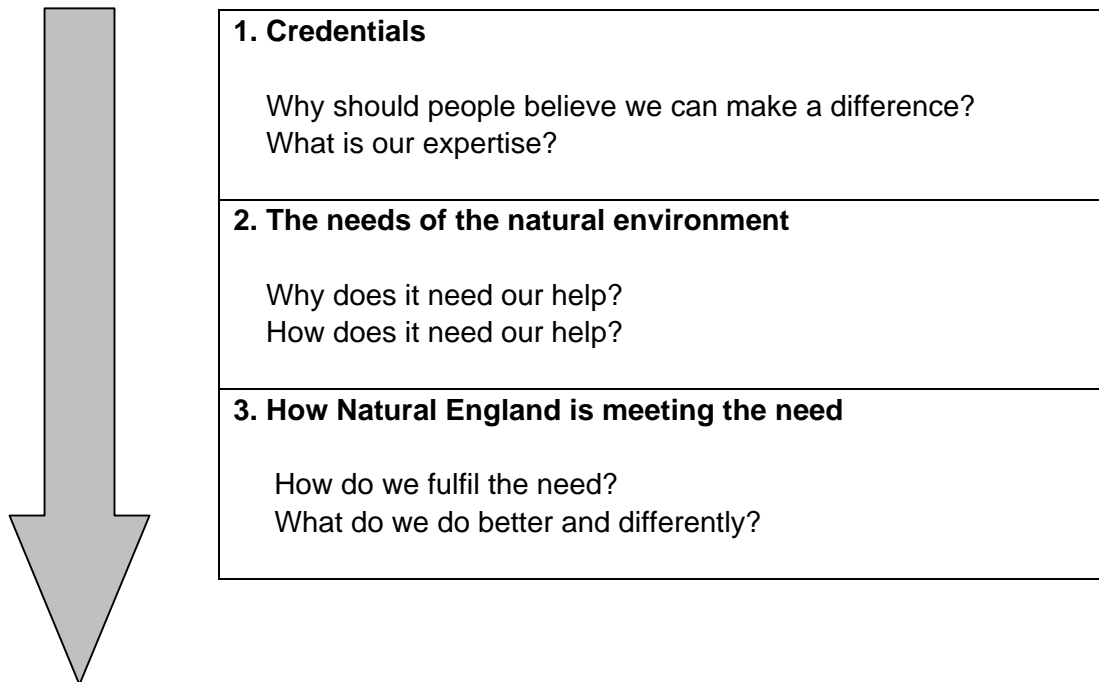 1. Credentials
Why should people believe we can make a difference?
What is our expertise?
2. The needs of the natural environment
Why does it need our help?
How does it need our help?
3. How Natural England is meeting the need
How do we fulfil the need?
What do we do better and differently?